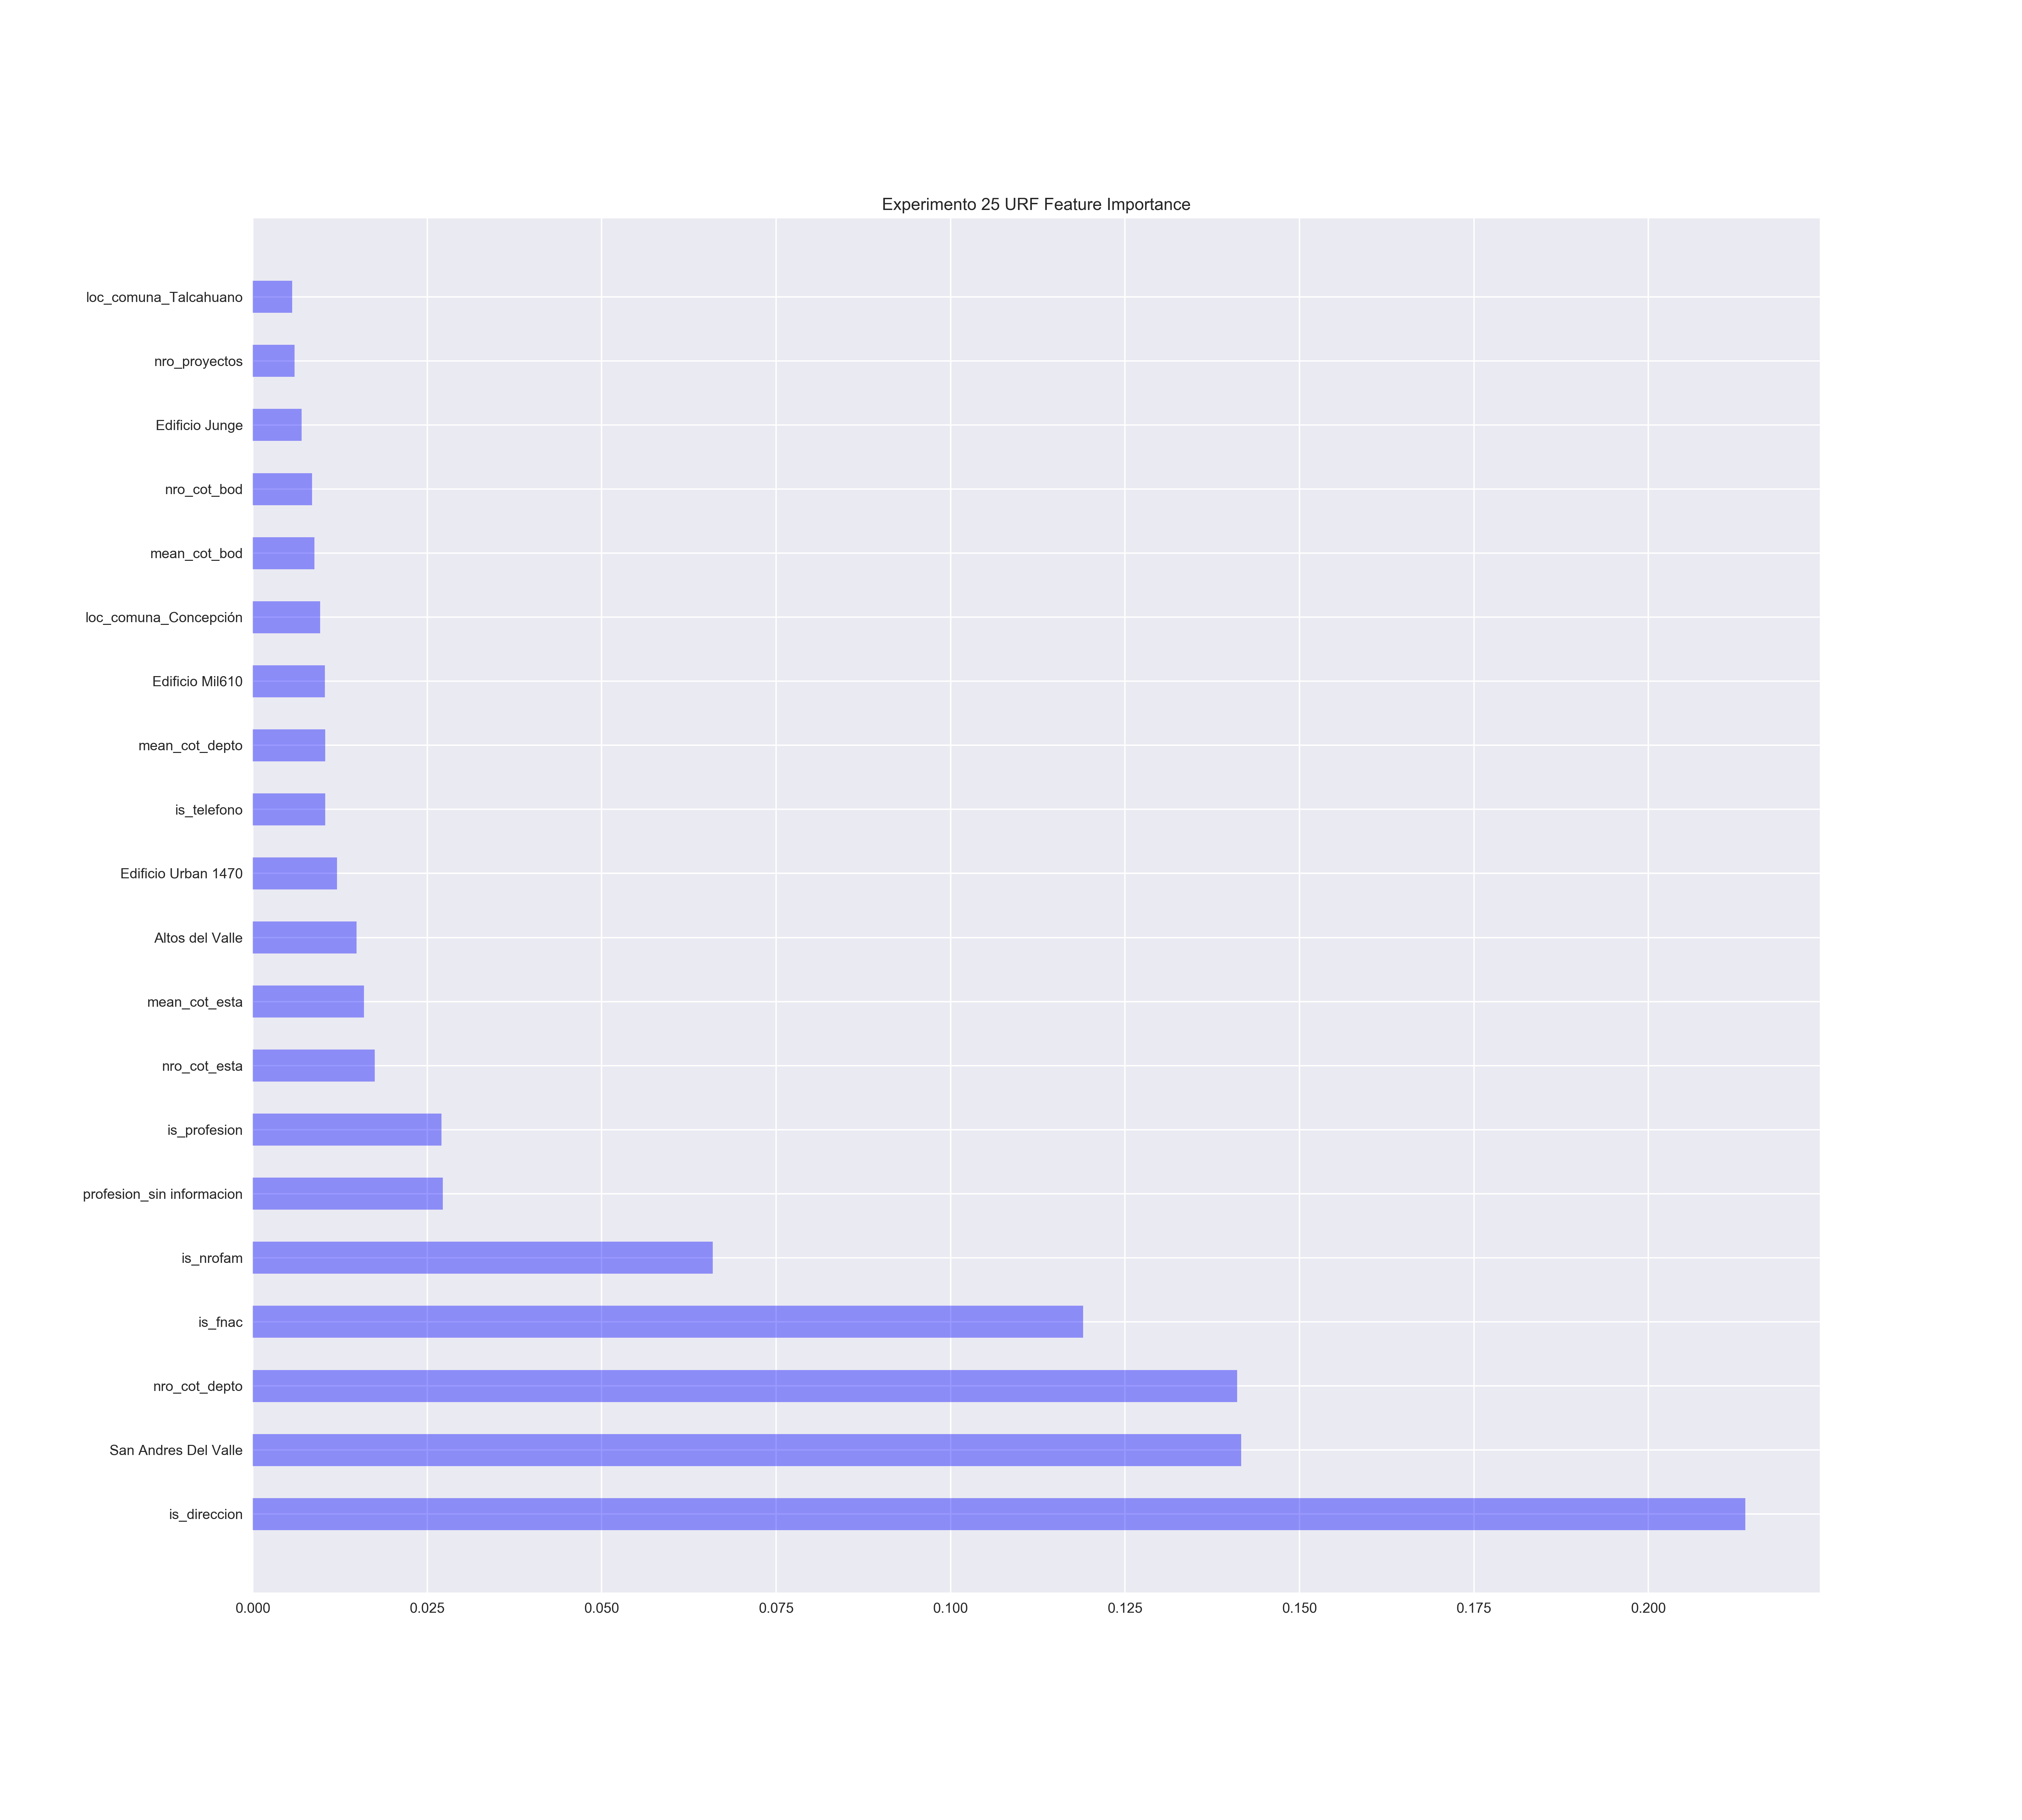 Experimento 25 URF Feature Importance
loc_comuna_Talcahuano
nro_proyectos
Edificio Junge
nro_cot_bod
mean_cot_bod
loc_comuna_Concepción
Edificio Mil610
mean_cot_depto
is_telefono
Edificio Urban 1470
Altos del Valle
mean_cot_esta
nro_cot_esta
is_profesion
profesion_sin informacion
is_nrofam
is_fnac
nro_cot_depto
San Andres Del Valle
is_direccion
0.000 0.025 0.050 0.075 0.100 0.125 0.150 0.175 0.200